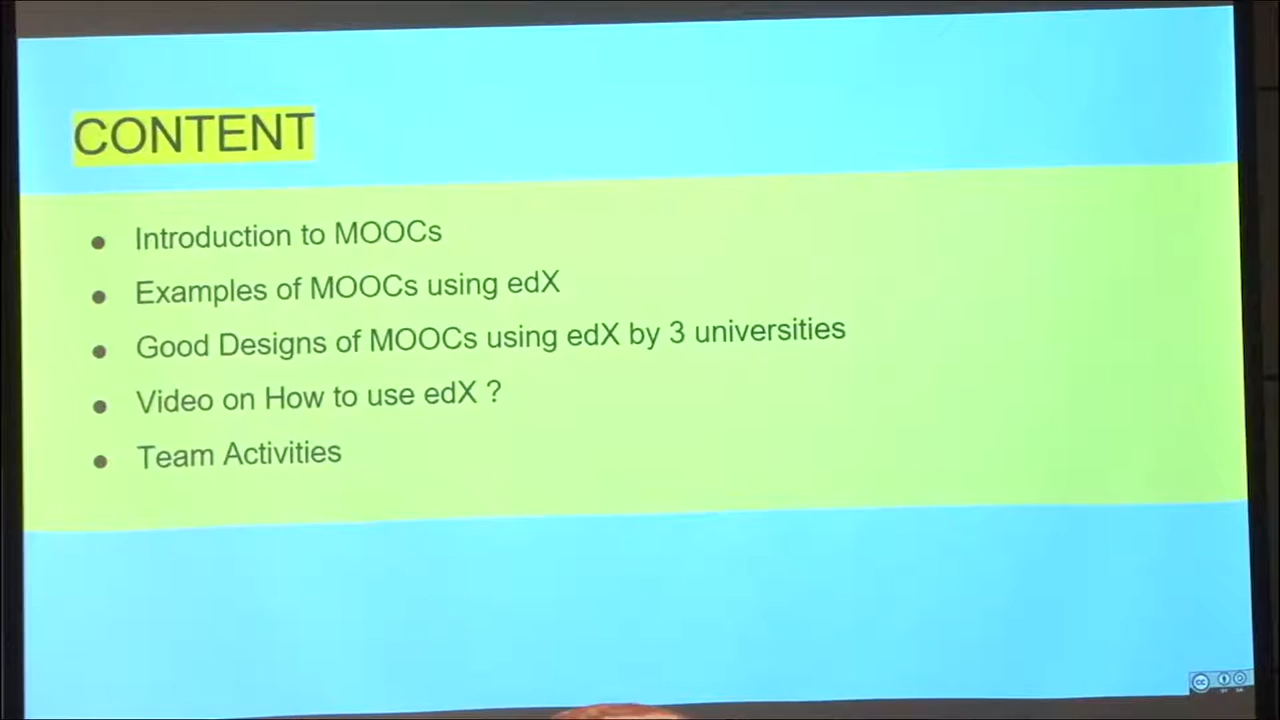 CONTENT
Introduction to MOOCs
Examples of MOOCs using edX
Good Designs of MOOCs using edX by 3 universities
Video on How to use edX ?
Team Activities
cc